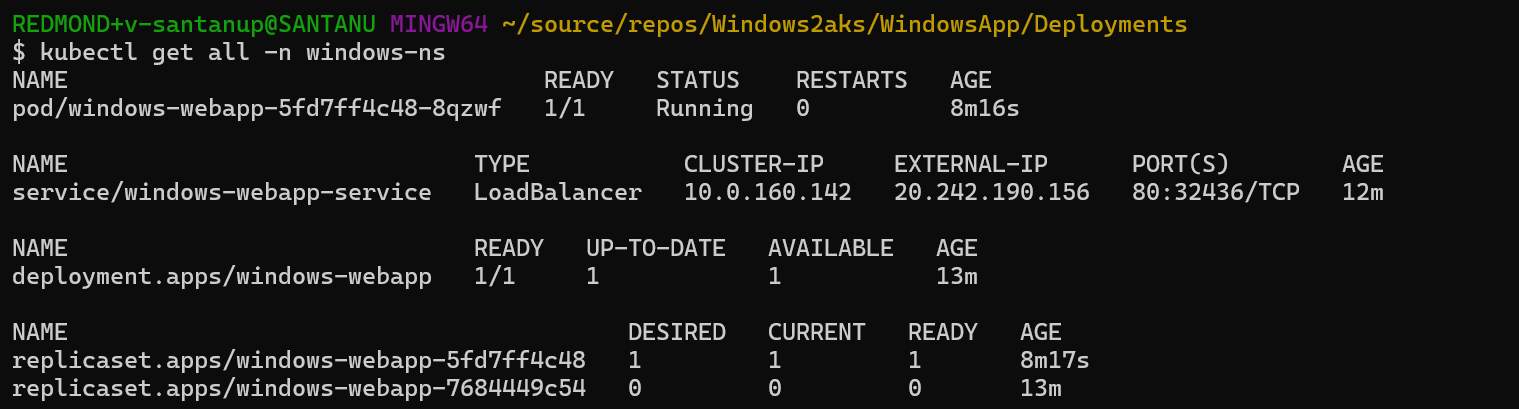 REDMOND+v-santanup@SANTANU MINGW64 ~/source/repos/Windows2aks/WindowsApp/Deployments
$ kubectl get all -n windows-ns
NAME                                  READY   STATUS    RESTARTS   AGE
pod/windows-webapp-5fd7ff4c48-8qzwf   1/1     Running   0          8m16s

NAME                             TYPE           CLUSTER-IP     EXTERNAL-IP      PORT(S)        AGE
service/windows-webapp-service   LoadBalancer   10.0.160.142   20.242.190.156   80:32436/TCP   12m

NAME                             READY   UP-TO-DATE   AVAILABLE   AGE
deployment.apps/windows-webapp   1/1     1            1           13m

NAME                                        DESIRED   CURRENT   READY   AGE
replicaset.apps/windows-webapp-5fd7ff4c48   1         1         1       8m17s
replicaset.apps/windows-webapp-7684449c54   0         0         0       13m